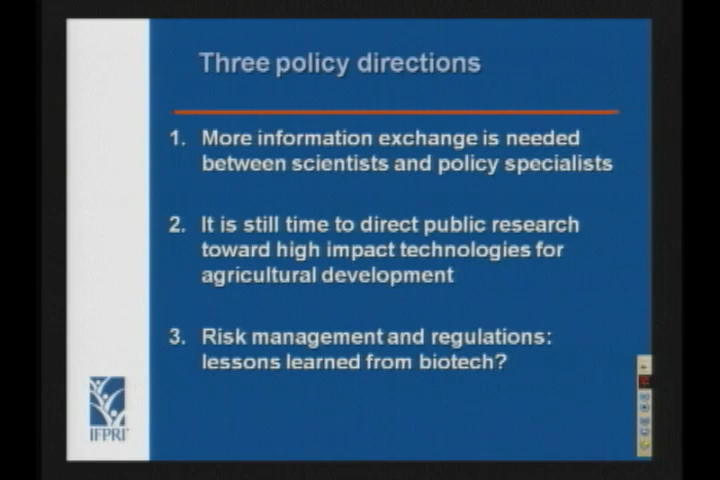 Three policy directions
1. More information exchange is needed
between scientists and policy specialists
2. It is still time to direct public research
toward high impact technologies for
agricultural development
3. Risk management and regulations:
lessons learned from biotech?
IFPRI